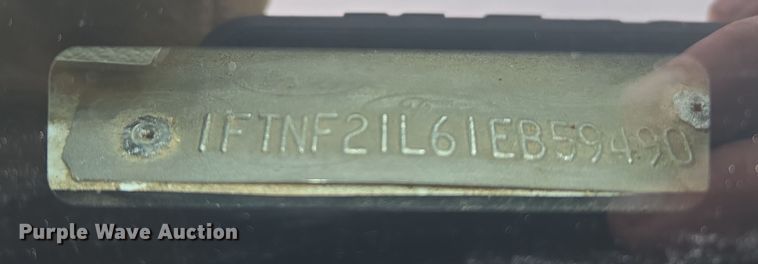 1FTNF21L61EB59490
Purple Wave Auction